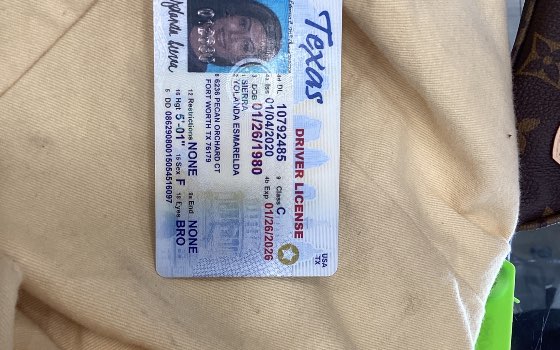 Texas
USA
TX
DRIVER LICENSE
4d DL 10792485 9 Class C
4a Iss 01/04/2020 4b Exp 01/26/2026
3 DOB 01/26/1980
1 SIERRA
2 YOLANDA ESMARELDA
8 6236 PECAN ORCHARD CT
FORT WORTH TX 76179
12 Restrictions NONE 9a End NONE
16 Hgt 5'-01" 15 Sex F 18 Eyes BRO
5 DD 08629080015054516097
Yolanda Sierra